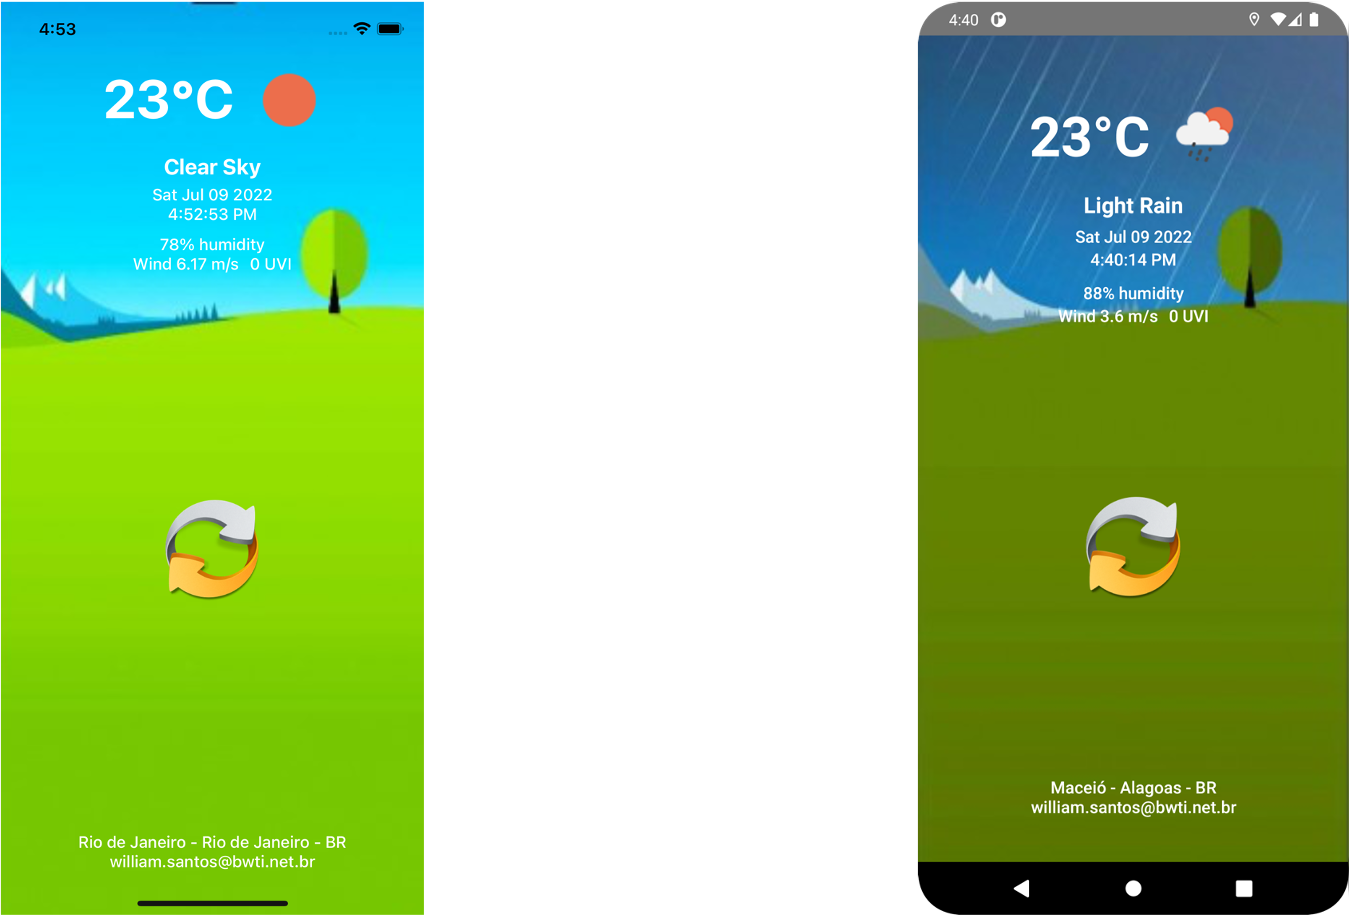 4:53
23°C
Clear Sky
Sat Jul 09 2022
4:52:53 PM
78% humidity
Wind 6.17 m/s 0 UVI
Rio de Janeiro - Rio de Janeiro - BR
william.santos@bwti.net.br
4:40
23°C
Light Rain
Sat Jul 09 2022
4:40:14 PM
88% humidity
Wind 3.6 m/s 0 UVI
Maceió - Alagoas - BR
william.santos@bwti.net.br